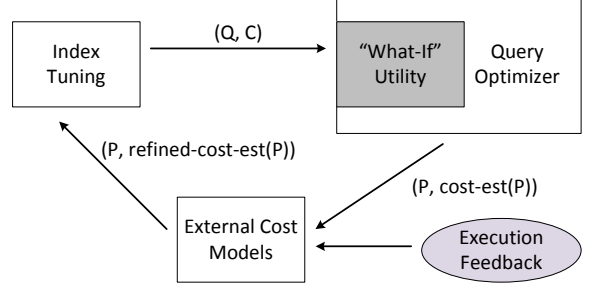 (Q, C)
Index
Tuning
“What-If”
Utility
Query
Optimizer
(P, refined-cost-est(P))
(P, cost-est(P))
External Cost
Models
Execution
Feedback